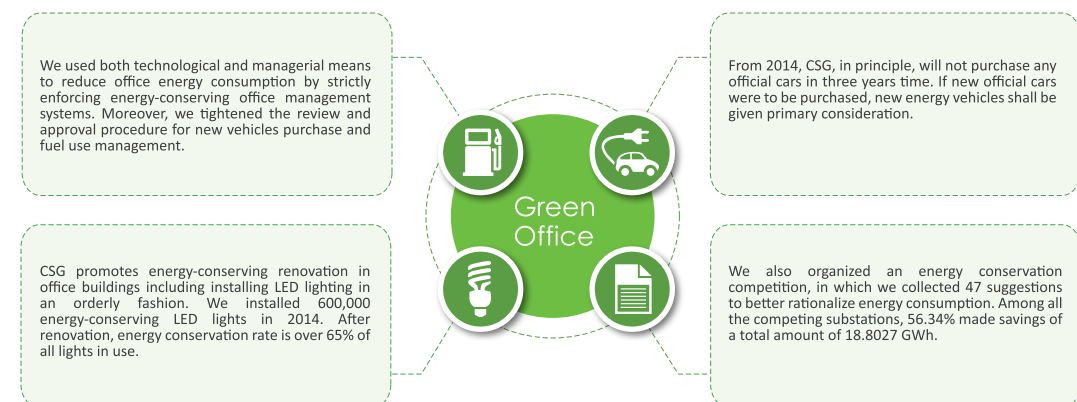 We used both technological and managerial means
to reduce office energy consumption by strictly
enforcing energy-conserving office management
systems. Moreover, we tightened the review and
approval procedure for new vehicles purchase and
fuel use management.
From 2014, CSG, in principle, will not purchase any
official cars in three years time. If new official cars
were to be purchased, new energy vehicles shall be
given primary consideration.
Green
Office
CSG promotes energy-conserving renovation in
office buildings including installing LED lighting in
an orderly fashion. We installed 600,000
energy-conserving LED lights in 2014. After
renovation, energy conservation rate is over 65% of
all lights in use.
We also organized an energy conservation
competition, in which we collected 47 suggestions
to better rationalize energy consumption. Among all
the competing substations, 56.34% made savings of
a total amount of 18.8027 GWh.